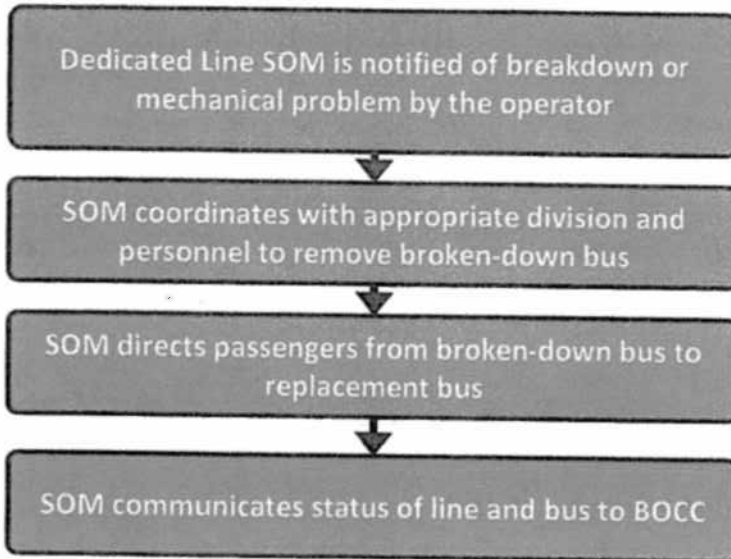 Dedicated Line SOM is notified of breakdown or
mechanical problem by the operator
SOM coordinates with appropriate division and
personnel to remove broken-down bus
SOM directs passengers from broken-down bus to
replacement bus
SOM communicates status of line and bus to BOCC